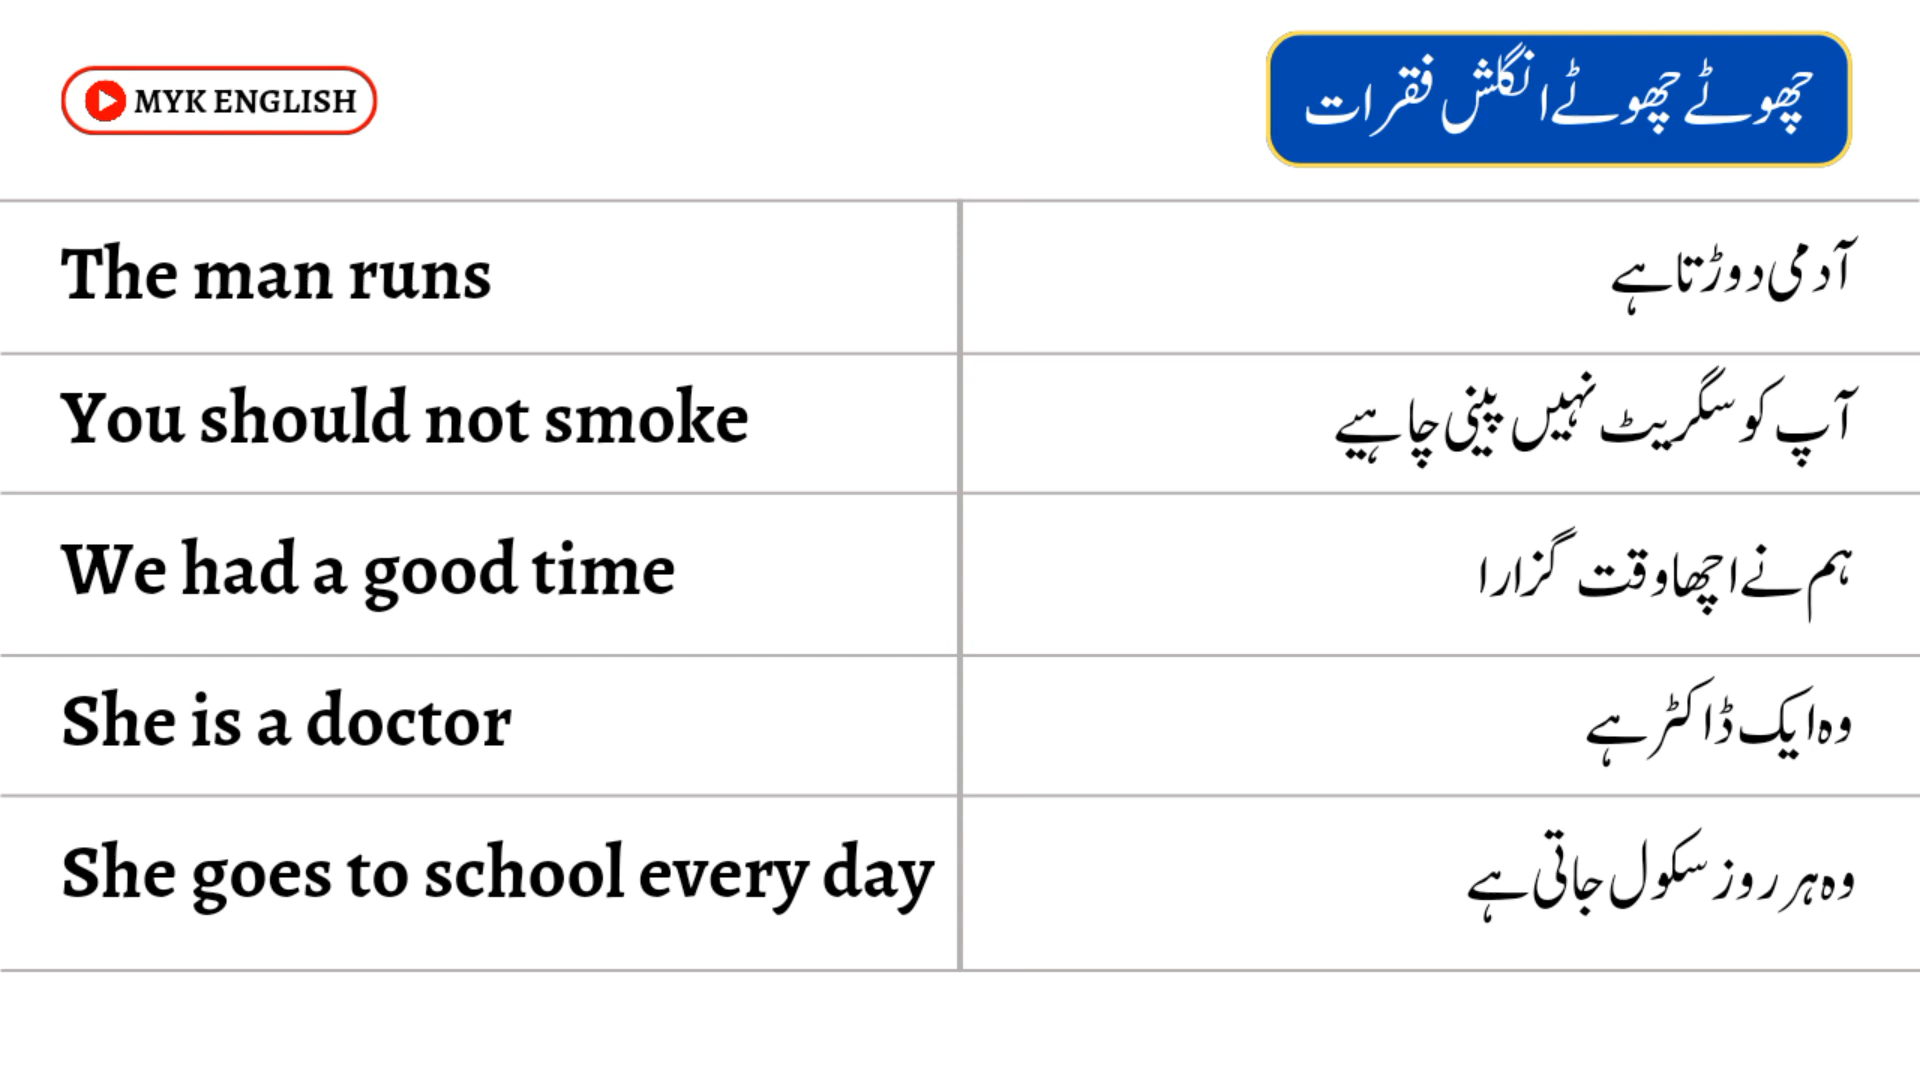 MYK ENGLISH
چھوٹے چھوٹے انگلش فقرات
The man runs
آدمی دوڑتا ہے
You should not smoke
آپ کو سگریٹ نہیں پینی چاہیے
We had a good time
ہم نے اچھا وقت گزارا
She is a doctor
وہ ایک ڈاکٹر ہے
She goes to school every day
وہ ہر روز سکول جاتی ہے